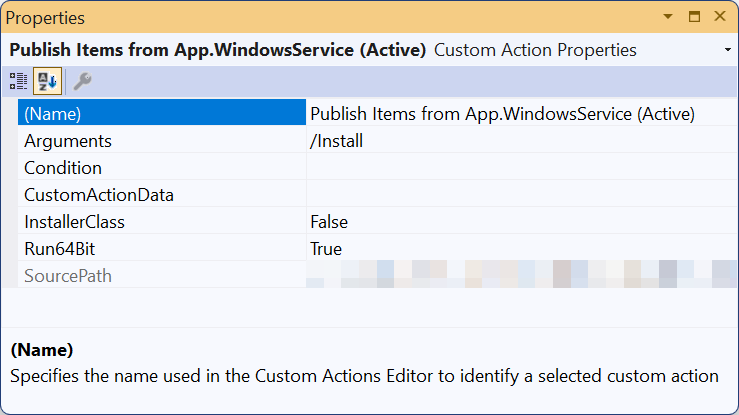 Properties
Publish Items from App.WindowsService (Active) Custom Action Properties
(Name) Publish Items from App.WindowsService (Active)
Arguments /Install
Condition
CustomActionData
InstallerClass False
Run64Bit True
SourcePath
(Name)
Specifies the name used in the Custom Actions Editor to identify a selected custom action